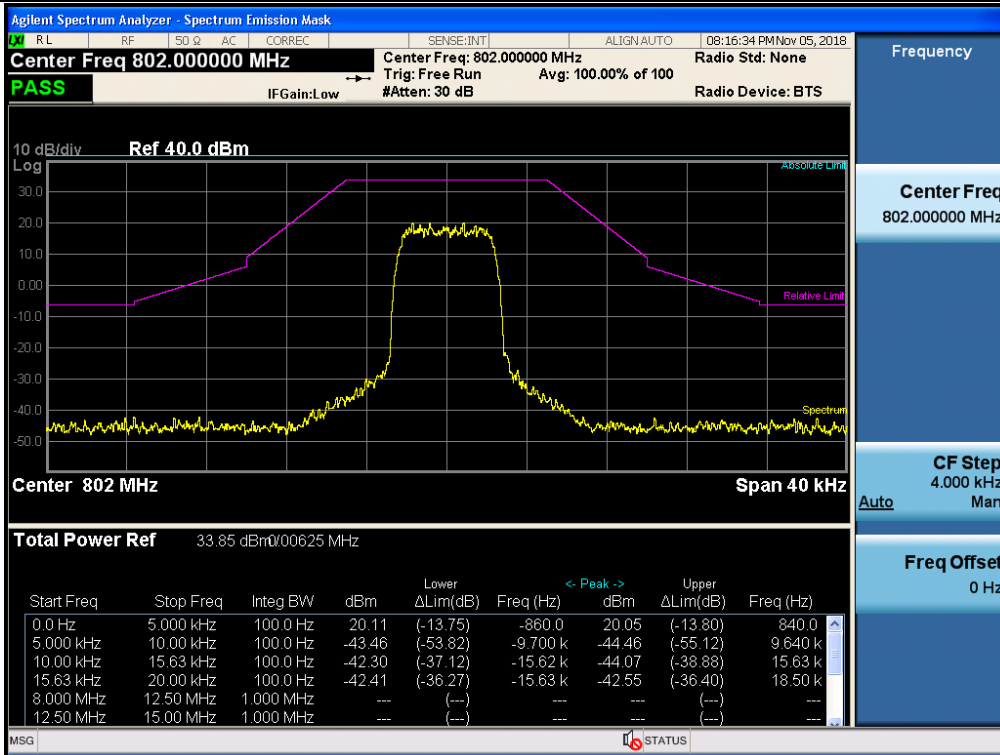 Agilent Spectrum Analyzer - Spectrum Emission Mask
LXI RL RF 50 Ω AC CORREC SENSE:INT ALIGN AUTO 08:16:34 PM Nov 05, 2018
Center Freq 802.000000 MHz
Center Freq: 802.000000 MHz Radio Std: None
Trig: Free Run Avg: 100.00% of 100
PASS
IFGain:Low #Atten: 30 dB Radio Device: BTS
10 dB/div Ref 40.0 dBm
Log
Absolute Limit
30.0
20.0
10.0
0.00
Relative Limit
-10.0
-20.0
-30.0
-40.0
Spectrum
-50.0
Center 802 MHz Span 40 kHz
Total Power Ref 33.85 dBm/0.00625 MHz
Lower <- Peak -> Upper
Start Freq Stop Freq Integ BW dBm ΔLim(dB) Freq (Hz) dBm ΔLim(dB) Freq (Hz)
0.0 Hz 5.000 kHz 100.0 Hz 20.11 (-13.75) -860.0 20.05 (-13.80) 840.0
5.000 kHz 10.00 kHz 100.0 Hz -43.46 (-53.82) -9.700 k -44.46 (-55.12) 9.640 k
10.00 kHz 15.63 kHz 100.0 Hz -42.30 (-37.12) -15.62 k -44.07 (-38.88) 15.63 k
15.63 kHz 20.00 kHz 100.0 Hz -42.41 (-36.27) -15.63 k -42.55 (-36.40) 18.50 k
8.000 MHz 12.50 MHz 1.000 MHz --- (---) --- --- (---) ---
12.50 MHz 15.00 MHz 1.000 MHz --- (---) --- --- (---) ---
MSG STATUS
Frequency
Center Freq
802.000000 MHz
CF Step
4.000 kHz
Auto Man
Freq Offset
0 Hz